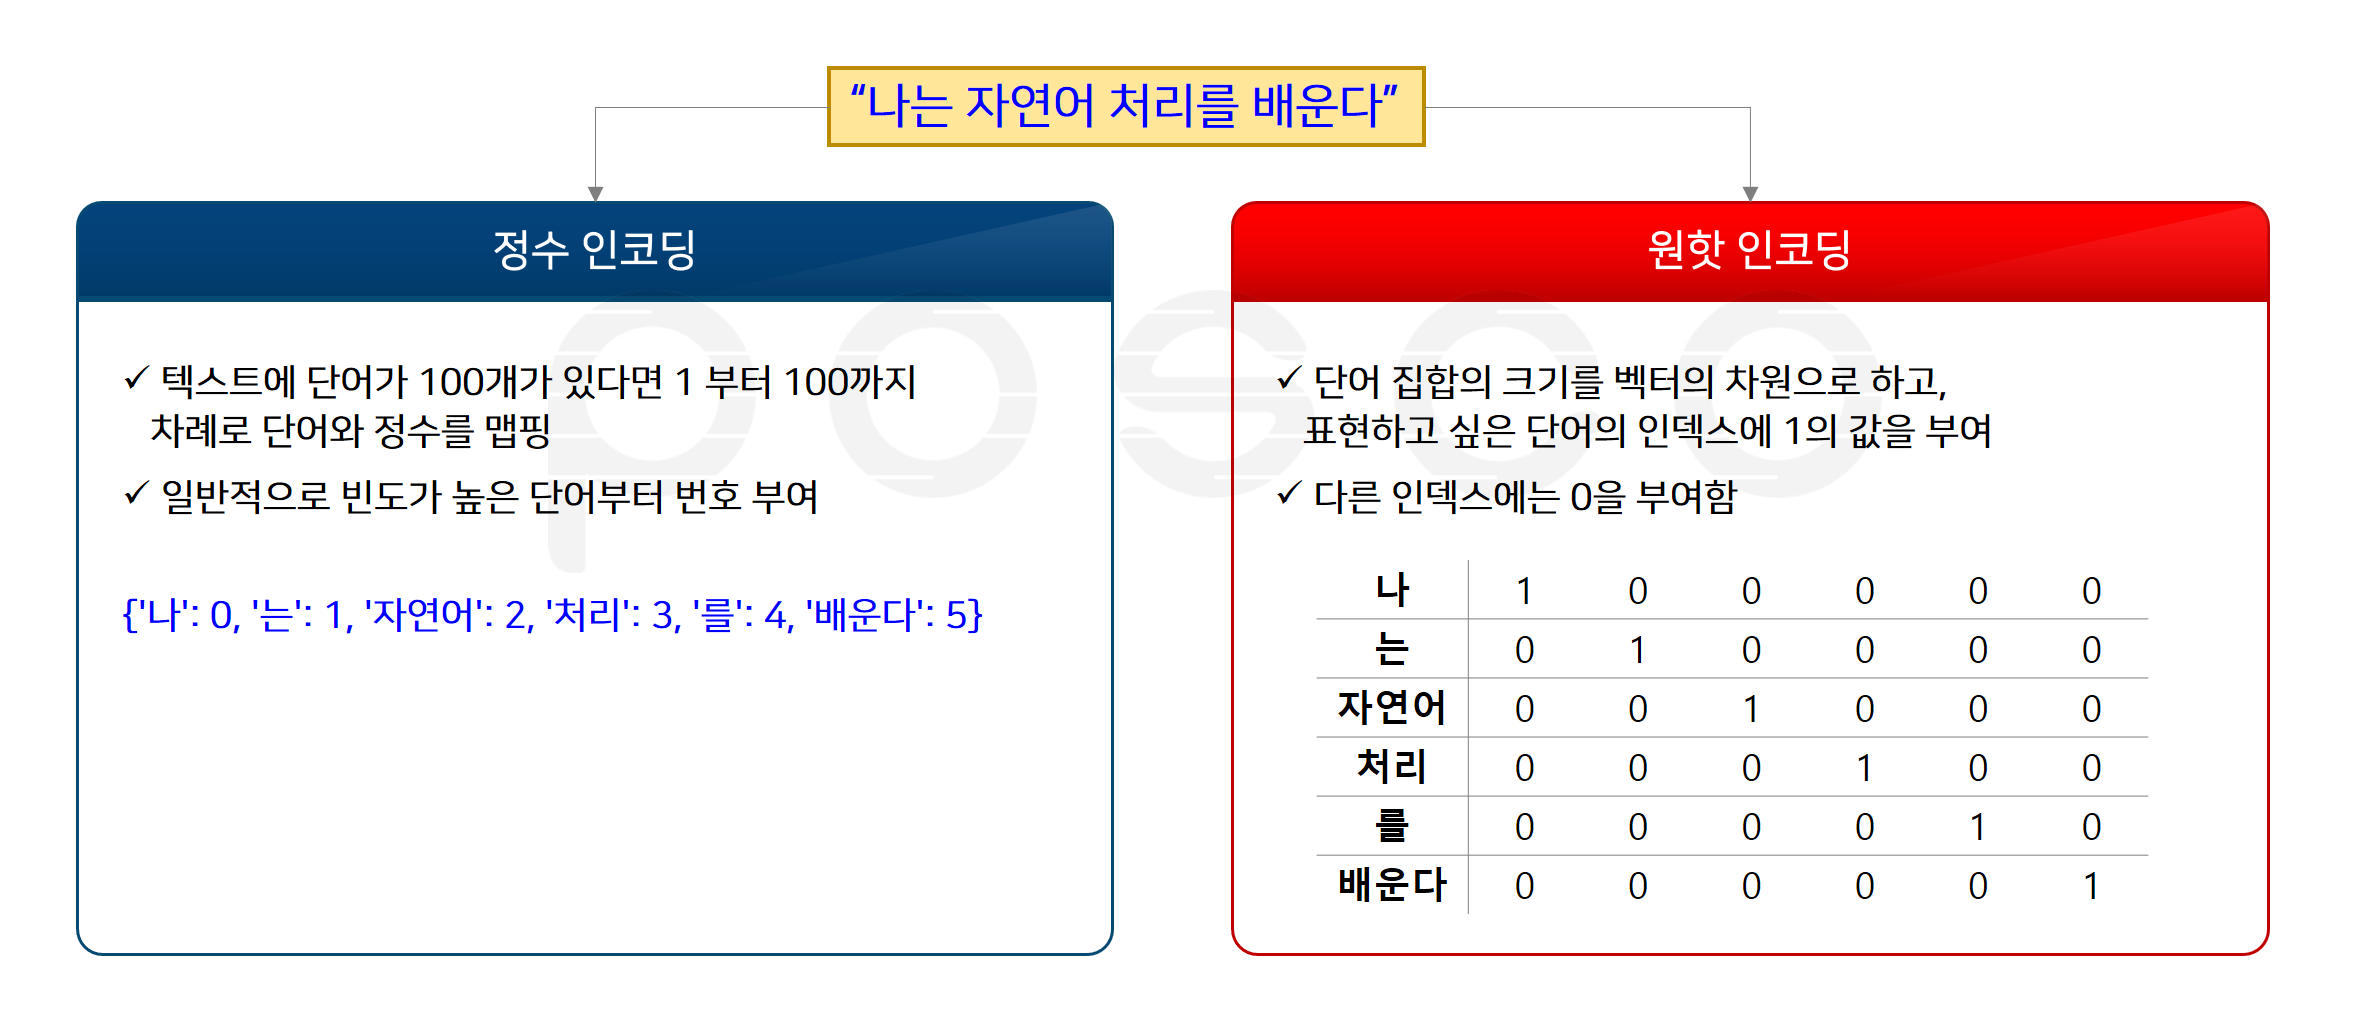 “나는 자연어 처리를 배운다”
정수 인코딩
✓ 텍스트에 단어가 100개가 있다면 1 부터 100까지
차례로 단어와 정수를 맵핑
✓ 일반적으로 빈도가 높은 단어부터 번호 부여
{'나': 0, '는': 1, '자연어': 2, '처리': 3, '를': 4, '배운다': 5}
원핫 인코딩
✓ 단어 집합의 크기를 벡터의 차원으로 하고,
표현하고 싶은 단어의 인덱스에 1의 값을 부여
✓ 다른 인덱스에는 0을 부여함
나 1 0 0 0 0 0
는 0 1 0 0 0 0
자연어 0 0 1 0 0 0
처리 0 0 0 1 0 0
를 0 0 0 0 1 0
배운다 0 0 0 0 0 1
posco